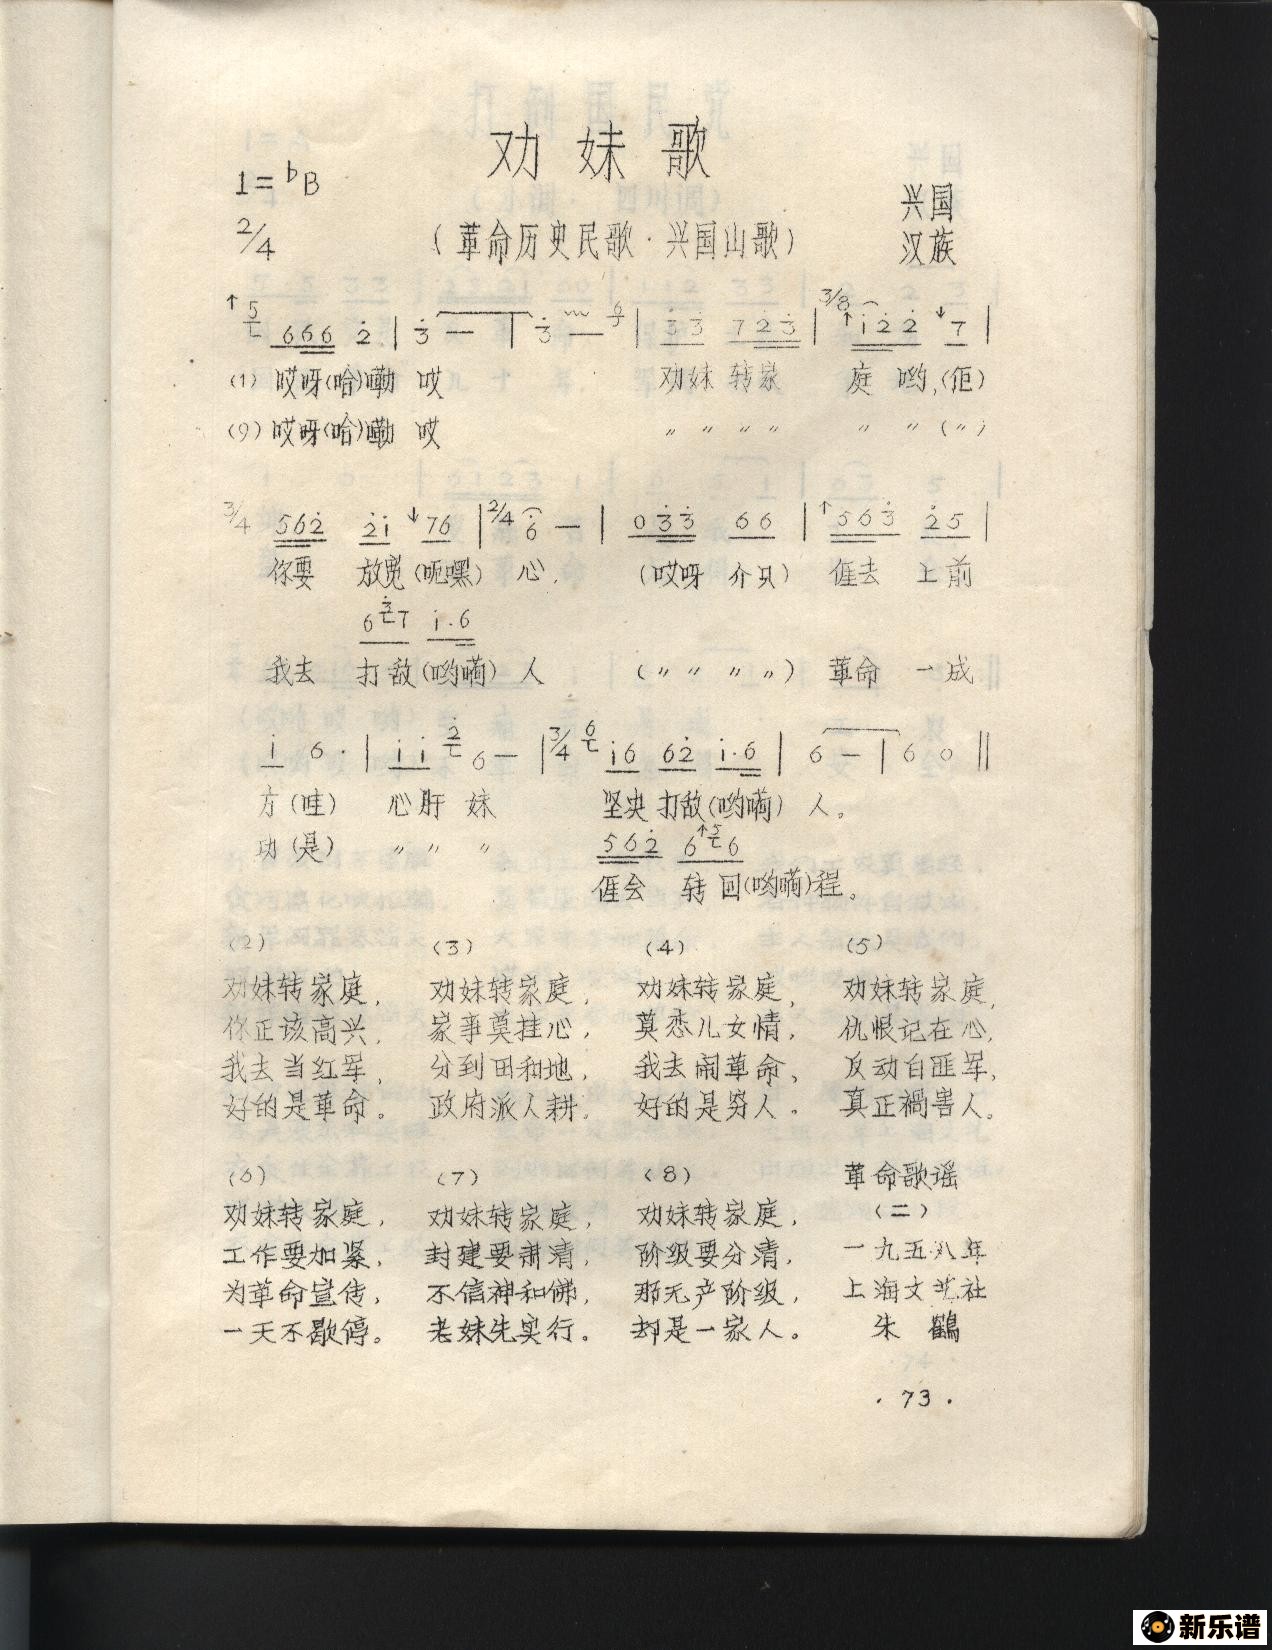 劝妹歌
1=♭B
兴国
2/4
(革命历史民歌·兴国山歌)
汉族
(1) 哎呀(哈)嘞 哎 劝妹 转家 庭 哟,(佢)
(9) 哎呀(哈)嘞 哎 〃 〃 〃 〃 〃 〃 (〃)
你要 放宽(呃嘿) 心, (哎呀 介只) 𠊎去 上前
我去 打敌(哟嗬) 人 (〃 〃 〃 〃) 革命 一成
方(哇) 心肝 妹 坚决 打敌(哟嗬) 人。
功(是) 〃 〃 〃
𠊎会 转 回(哟嗬)程。
(2) (3) (4) (5)
劝妹转家庭, 劝妹转家庭, 劝妹转家庭, 劝妹转家庭,
你正该高兴, 家事莫挂心, 莫恋儿女情, 仇恨记在心,
我去当红军, 分到田和地, 我去闹革命, 反动白匪军,
好的是革命。 政府派人耕。 好的是穷人。 真正祸害人。
(6) (7) (8) 革命歌谣
劝妹转家庭, 劝妹转家庭, 劝妹转家庭, (二)
工作要加紧, 封建要肃清, 阶级要分清, 一九五八年
为革命宣传, 不信神和佛, 那无产阶级, 上海文艺社
一天不歇停。 老妹先实行。 却是一家人。 朱鶴
·73·
新乐谱